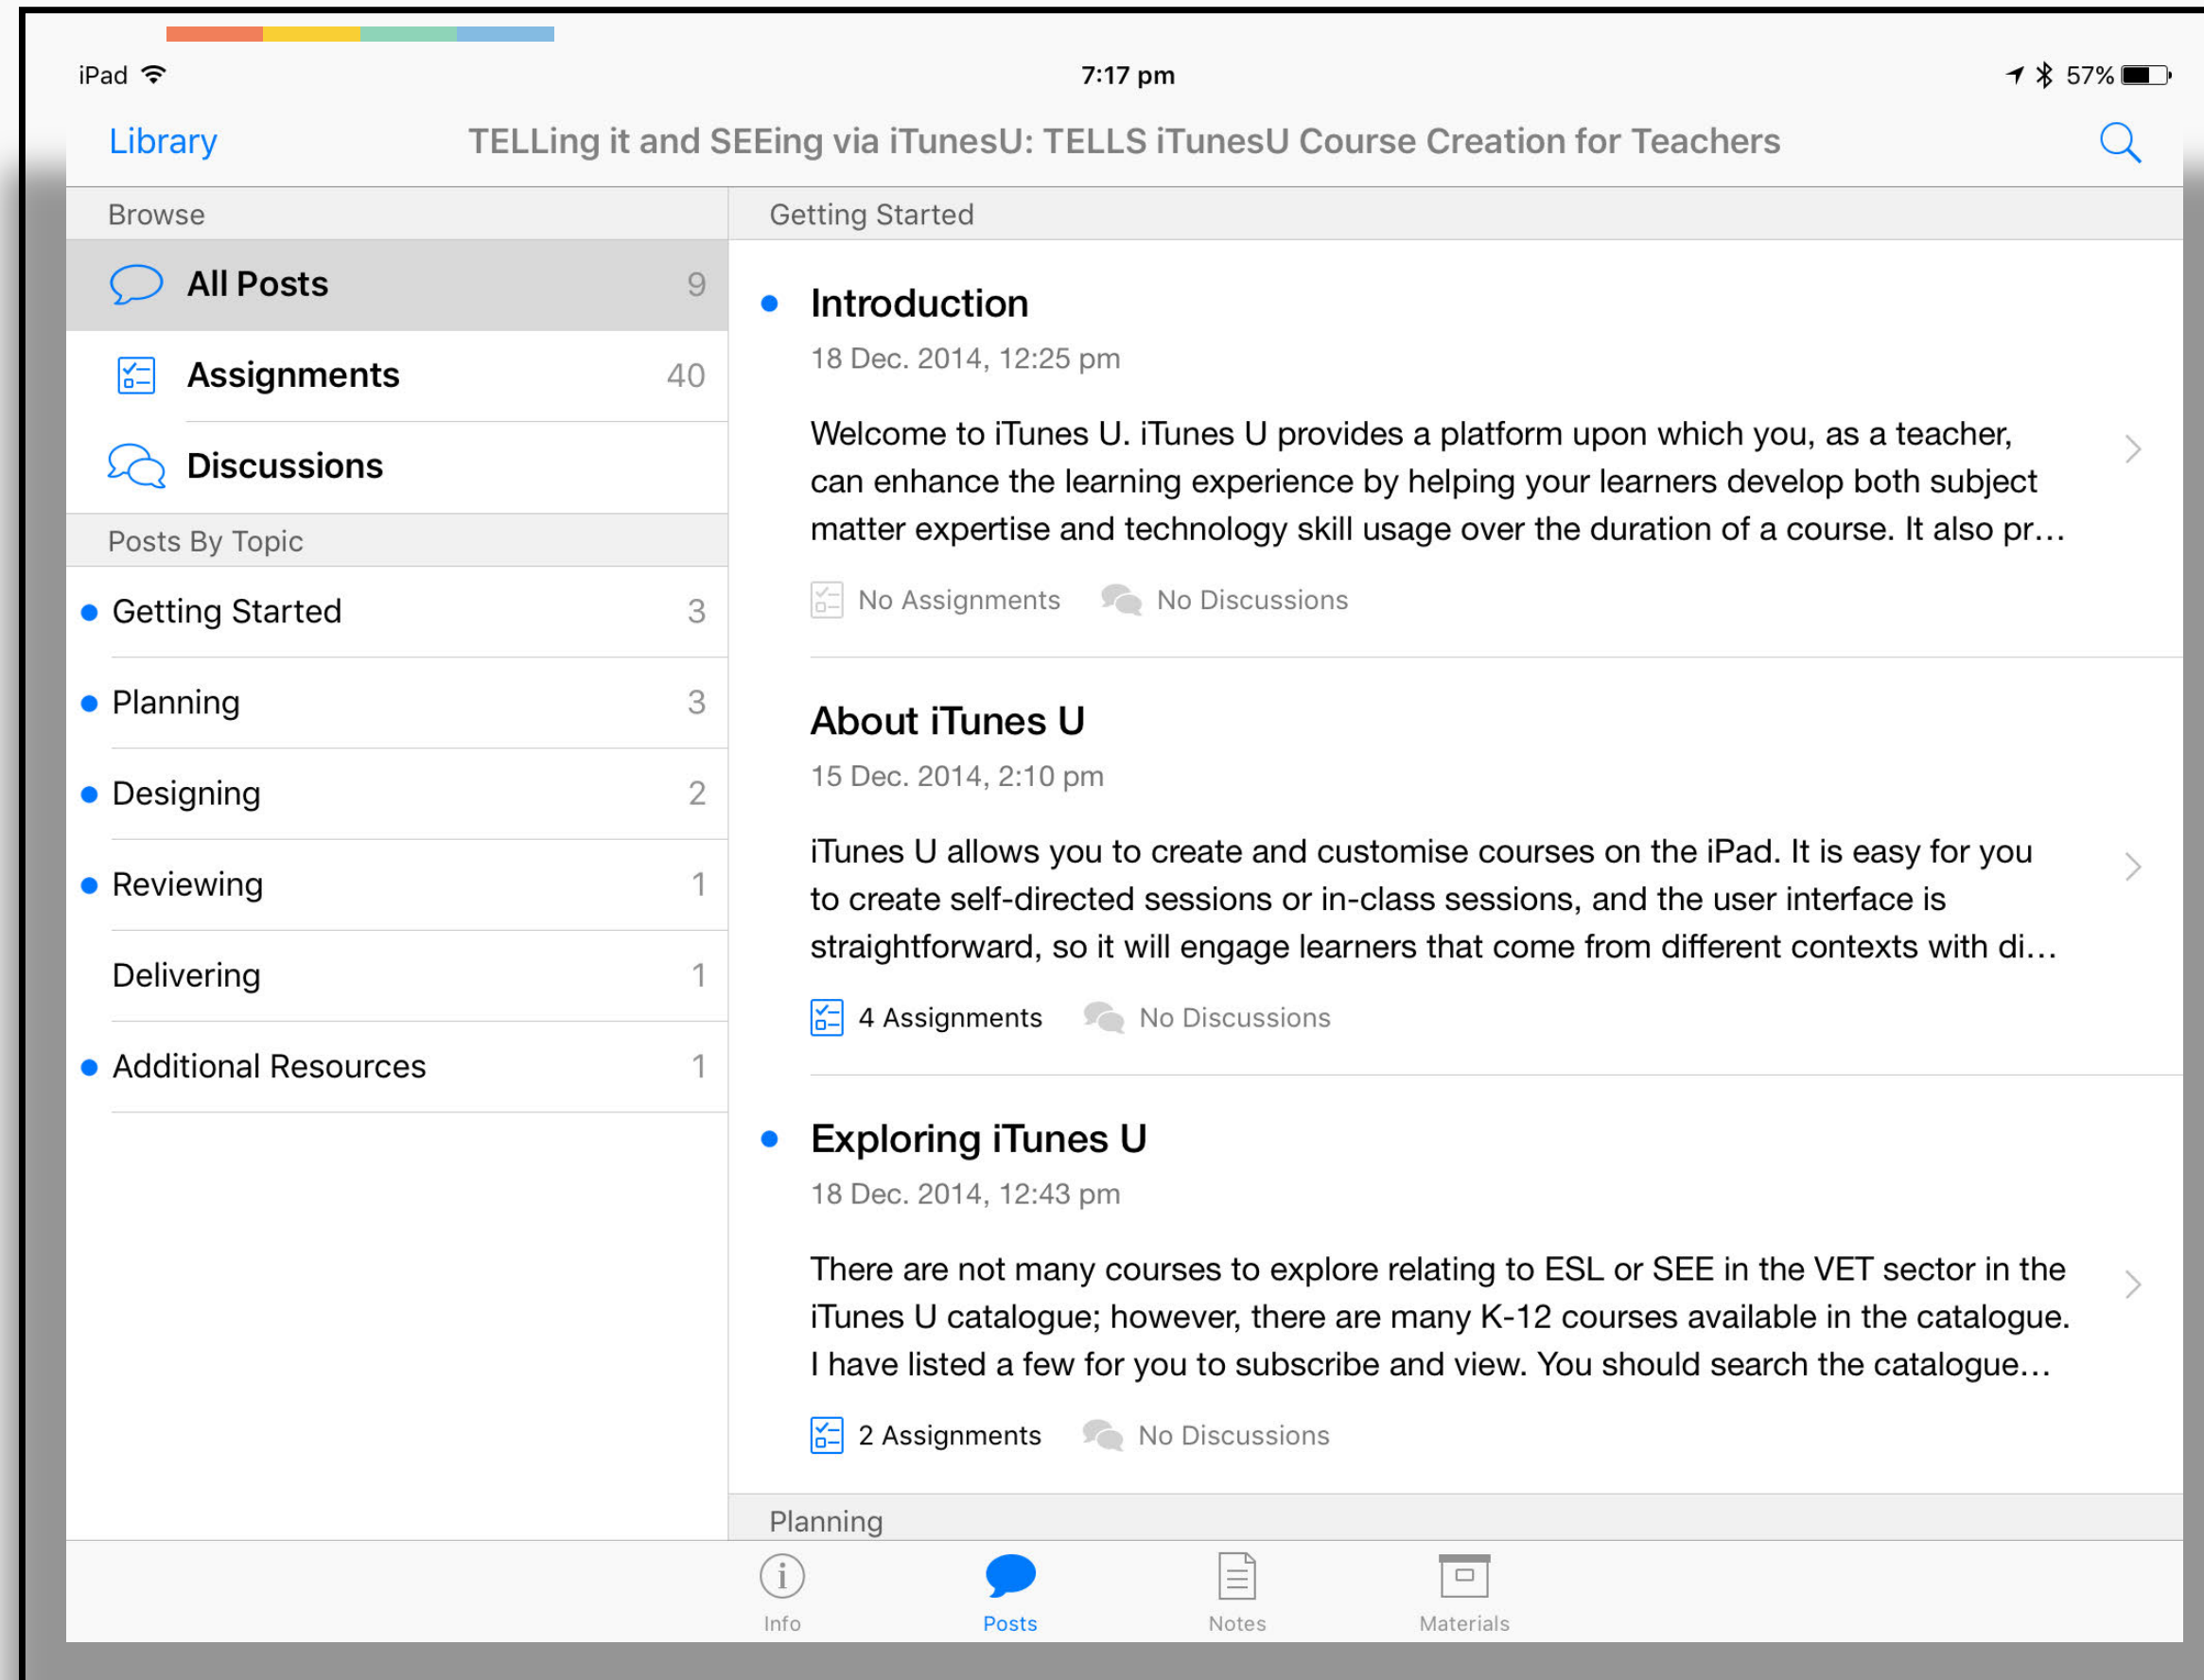 iPad
7:17 pm
57%
Library
TELLing it and SEEing via iTunesU: TELLS iTunesU Course Creation for Teachers
Browse
All Posts 9
Assignments 40
Discussions
Posts By Topic
Getting Started 3
Planning 3
Designing 2
Reviewing 1
Delivering 1
Additional Resources 1
Getting Started
Introduction
18 Dec. 2014, 12:25 pm
Welcome to iTunes U. iTunes U provides a platform upon which you, as a teacher,
can enhance the learning experience by helping your learners develop both subject
matter expertise and technology skill usage over the duration of a course. It also pr…
No Assignments No Discussions
About iTunes U
15 Dec. 2014, 2:10 pm
iTunes U allows you to create and customise courses on the iPad. It is easy for you
to create self-directed sessions or in-class sessions, and the user interface is
straightforward, so it will engage learners that come from different contexts with di…
4 Assignments No Discussions
Exploring iTunes U
18 Dec. 2014, 12:43 pm
There are not many courses to explore relating to ESL or SEE in the VET sector in the
iTunes U catalogue; however, there are many K-12 courses available in the catalogue.
I have listed a few for you to subscribe and view. You should search the catalogue…
2 Assignments No Discussions
Planning
Info
Posts
Notes
Materials